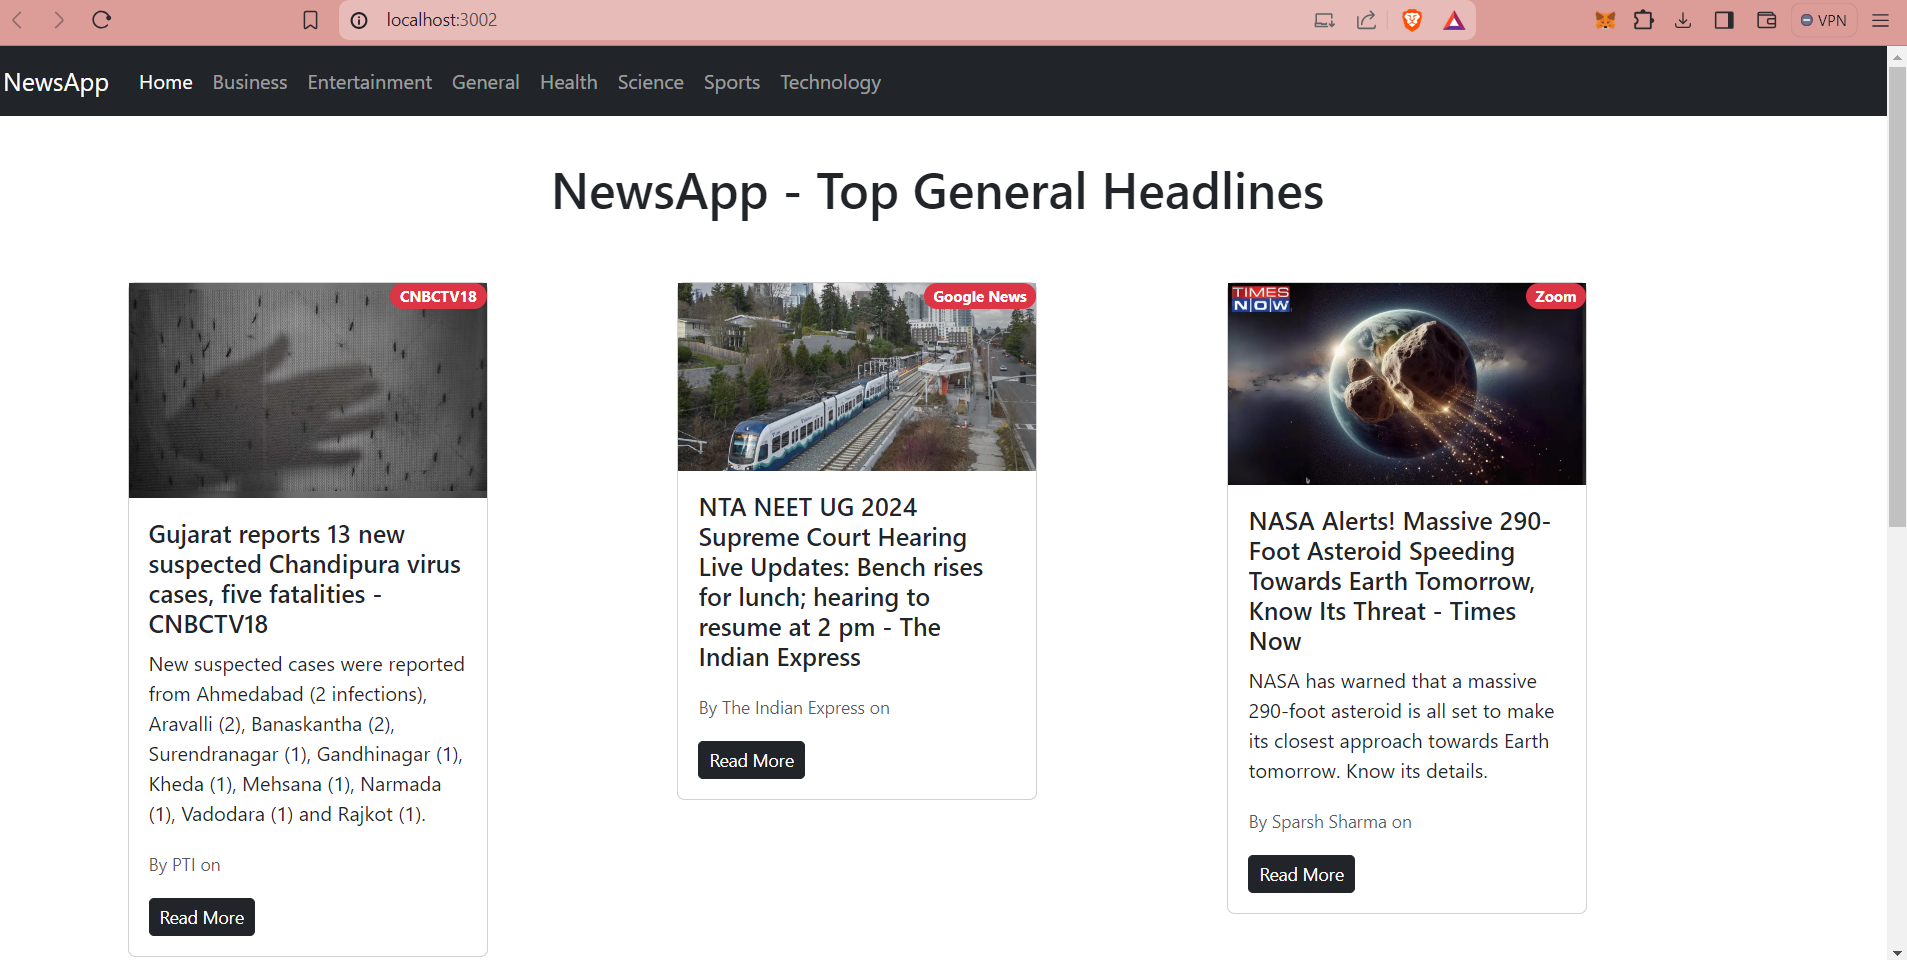 localhost:3002
VPN
NewsApp Home Business Entertainment General Health Science Sports Technology
NewsApp - Top General Headlines
CNBCTV18
Gujarat reports 13 new
suspected Chandipura virus
cases, five fatalities -
CNBCTV18
New suspected cases were reported
from Ahmedabad (2 infections),
Aravalli (2), Banaskantha (2),
Surendranagar (1), Gandhinagar (1),
Kheda (1), Mehsana (1), Narmada
(1), Vadodara (1) and Rajkot (1).
By PTI on
Read More
Google News
NTA NEET UG 2024
Supreme Court Hearing
Live Updates: Bench rises
for lunch; hearing to
resume at 2 pm - The
Indian Express
By The Indian Express on
Read More
TIMES
NOW
Zoom
NASA Alerts! Massive 290-
Foot Asteroid Speeding
Towards Earth Tomorrow,
Know Its Threat - Times
Now
NASA has warned that a massive
290-foot asteroid is all set to make
its closest approach towards Earth
tomorrow. Know its details.
By Sparsh Sharma on
Read More